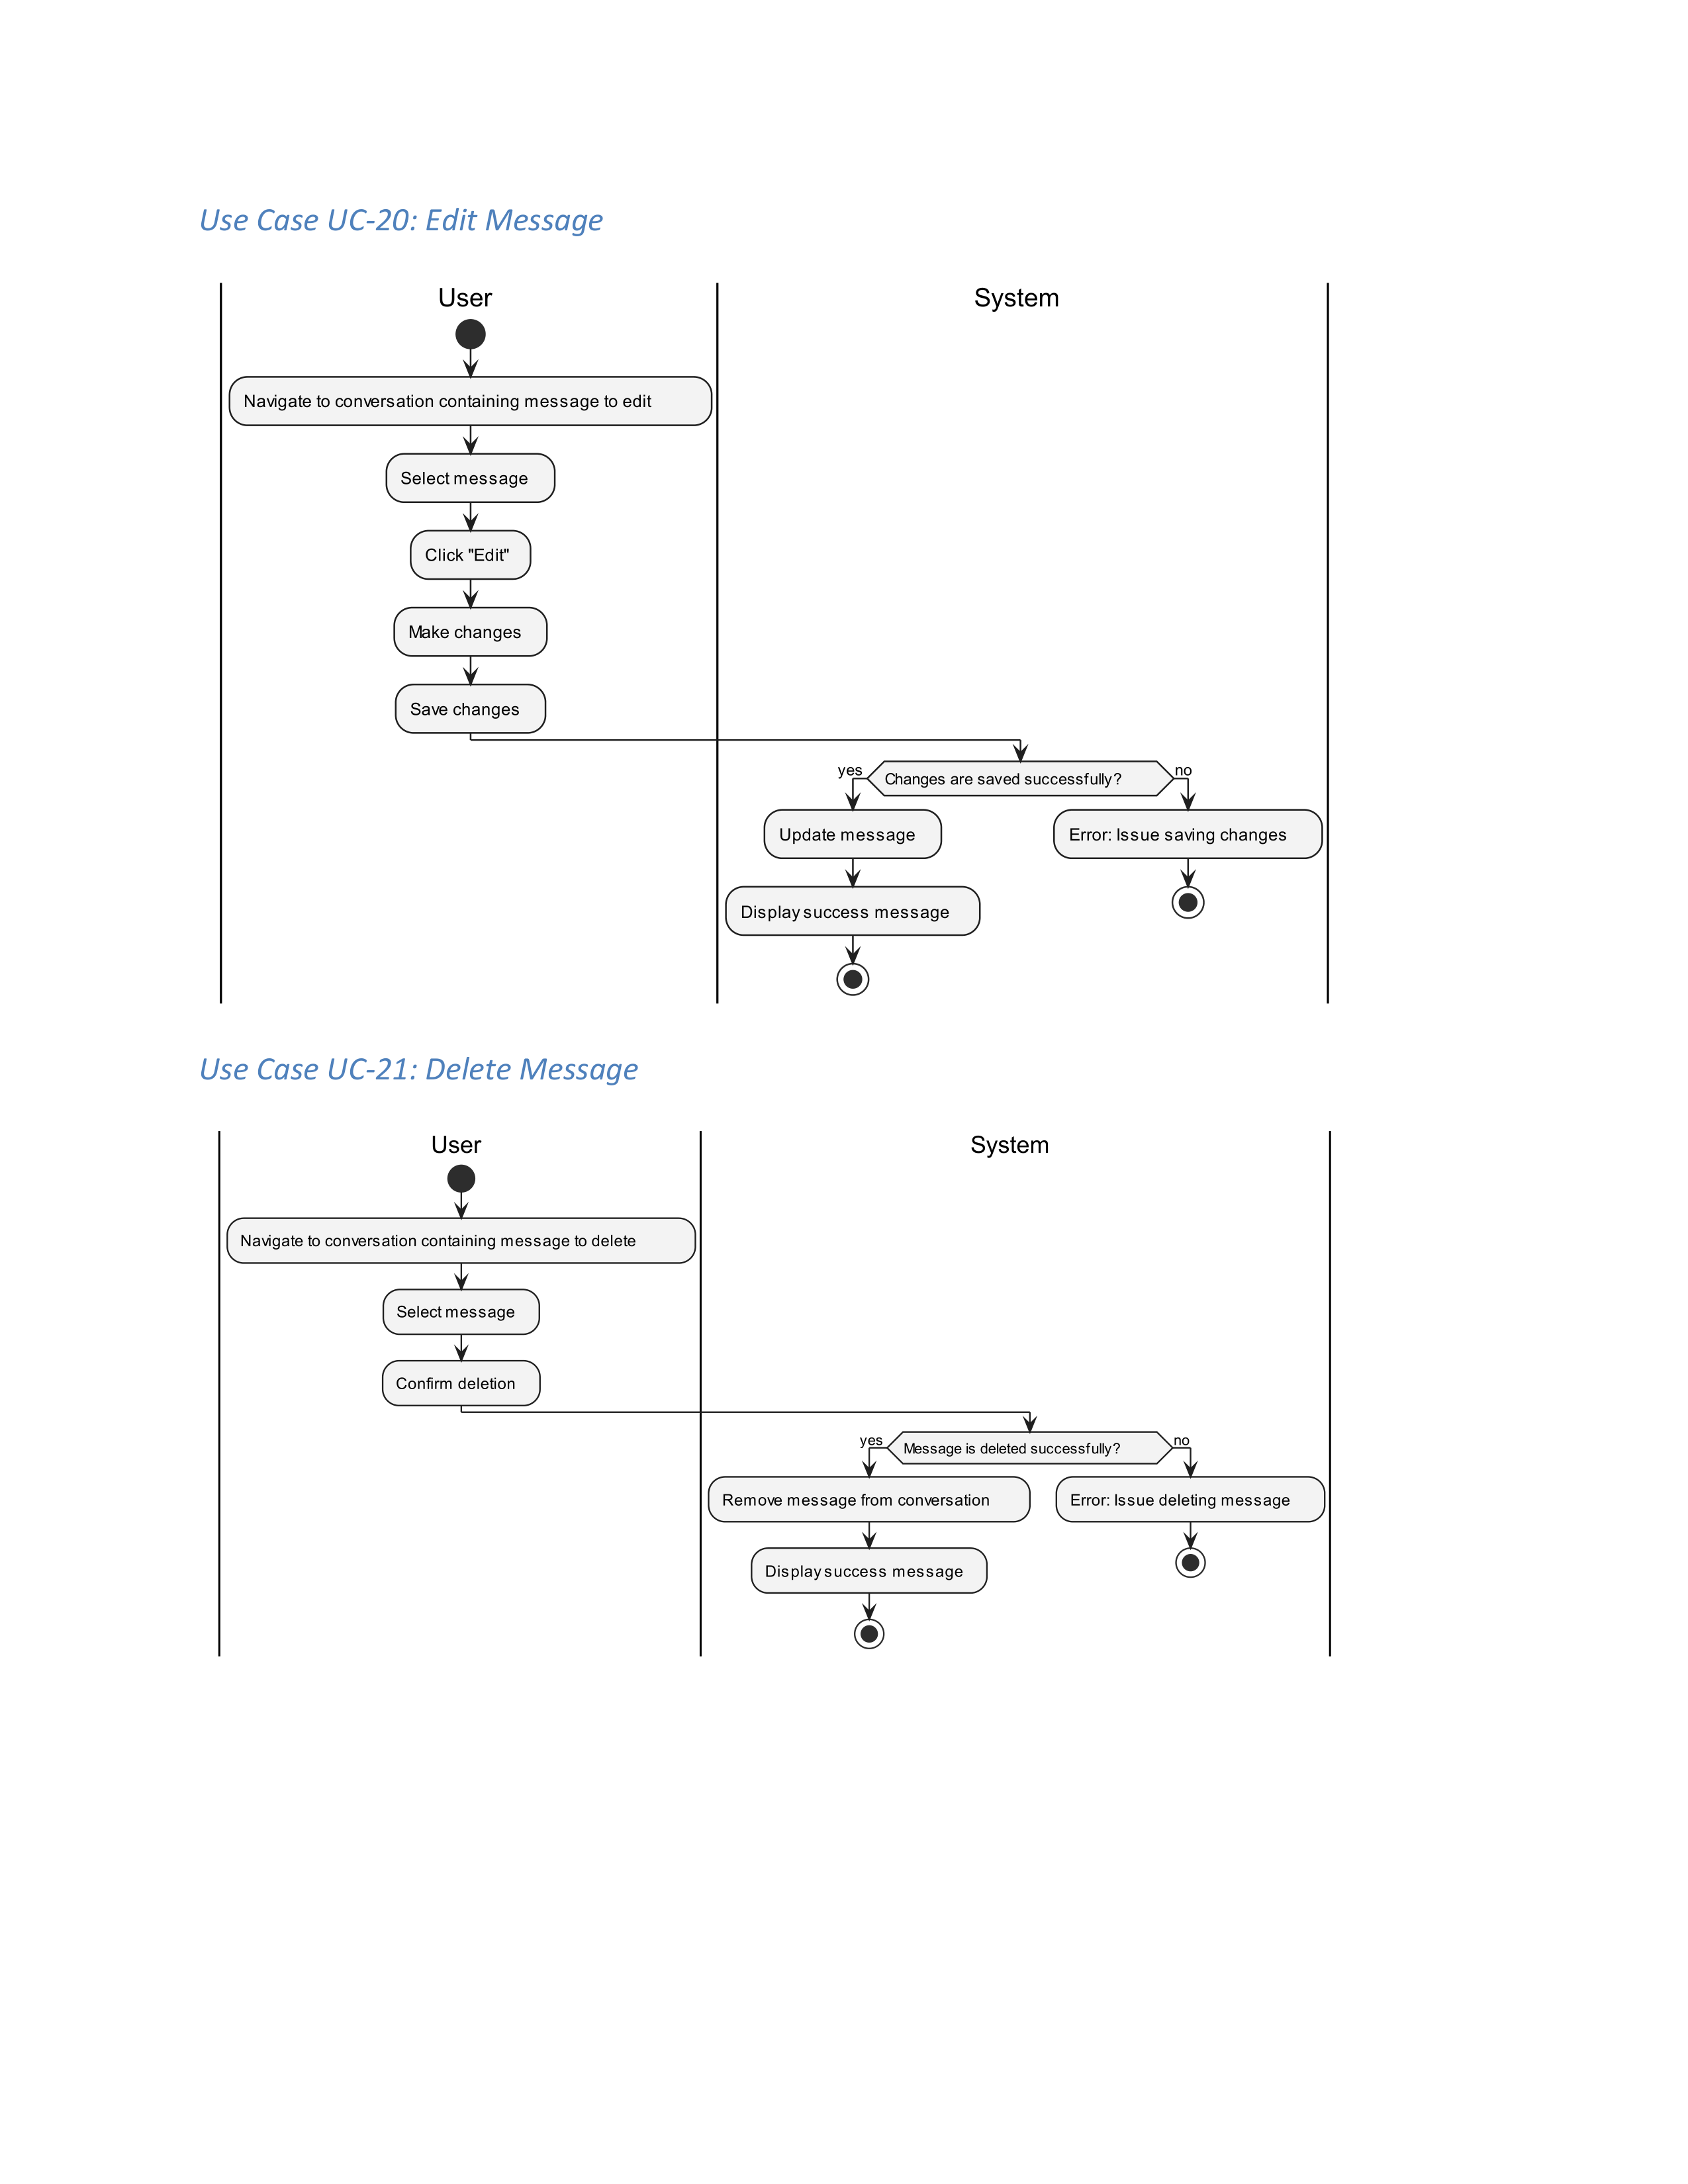 Use Case UC-20: Edit Message
User
System
Navigate to conversation containing message to edit
Select message
Click "Edit"
Make changes
Save changes
yes
Changes are saved successfully?
no
Update message
Error: Issue saving changes
Display success message
Use Case UC-21: Delete Message
User
System
Navigate to conversation containing message to delete
Select message
Confirm deletion
yes
Message is deleted successfully?
no
Remove message from conversation
Error: Issue deleting message
Display success message